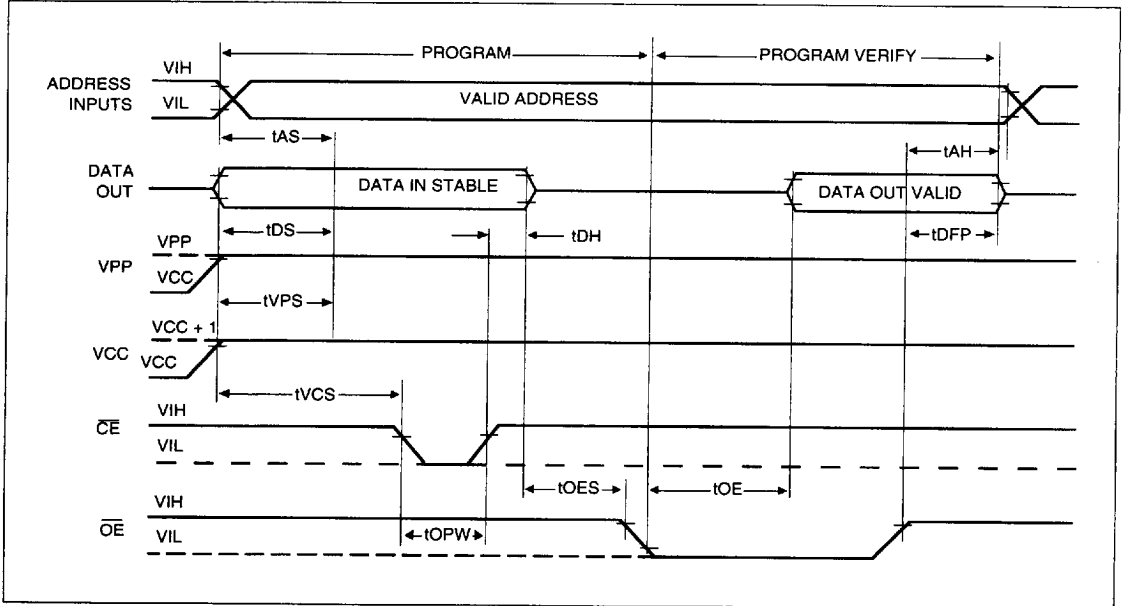 PROGRAM PROGRAM VERIFY
ADDRESS INPUTS VIH
VIL VALID ADDRESS
tAS tAH
DATA OUT DATA IN STABLE DATA OUT VALID
tDS tDH tDFP
VPP VPP
VCC
tVPS
VCC VCC + 1
VCC
tVCS
CE VIH
VIL
tOES tOE
OE VIH
VIL tOPW